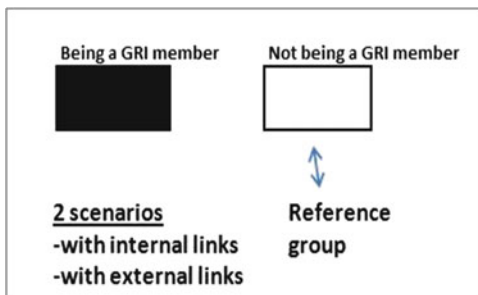 Being a GRI member
Not being a GRI member
2 scenarios
-with internal links
-with external links
Reference
group